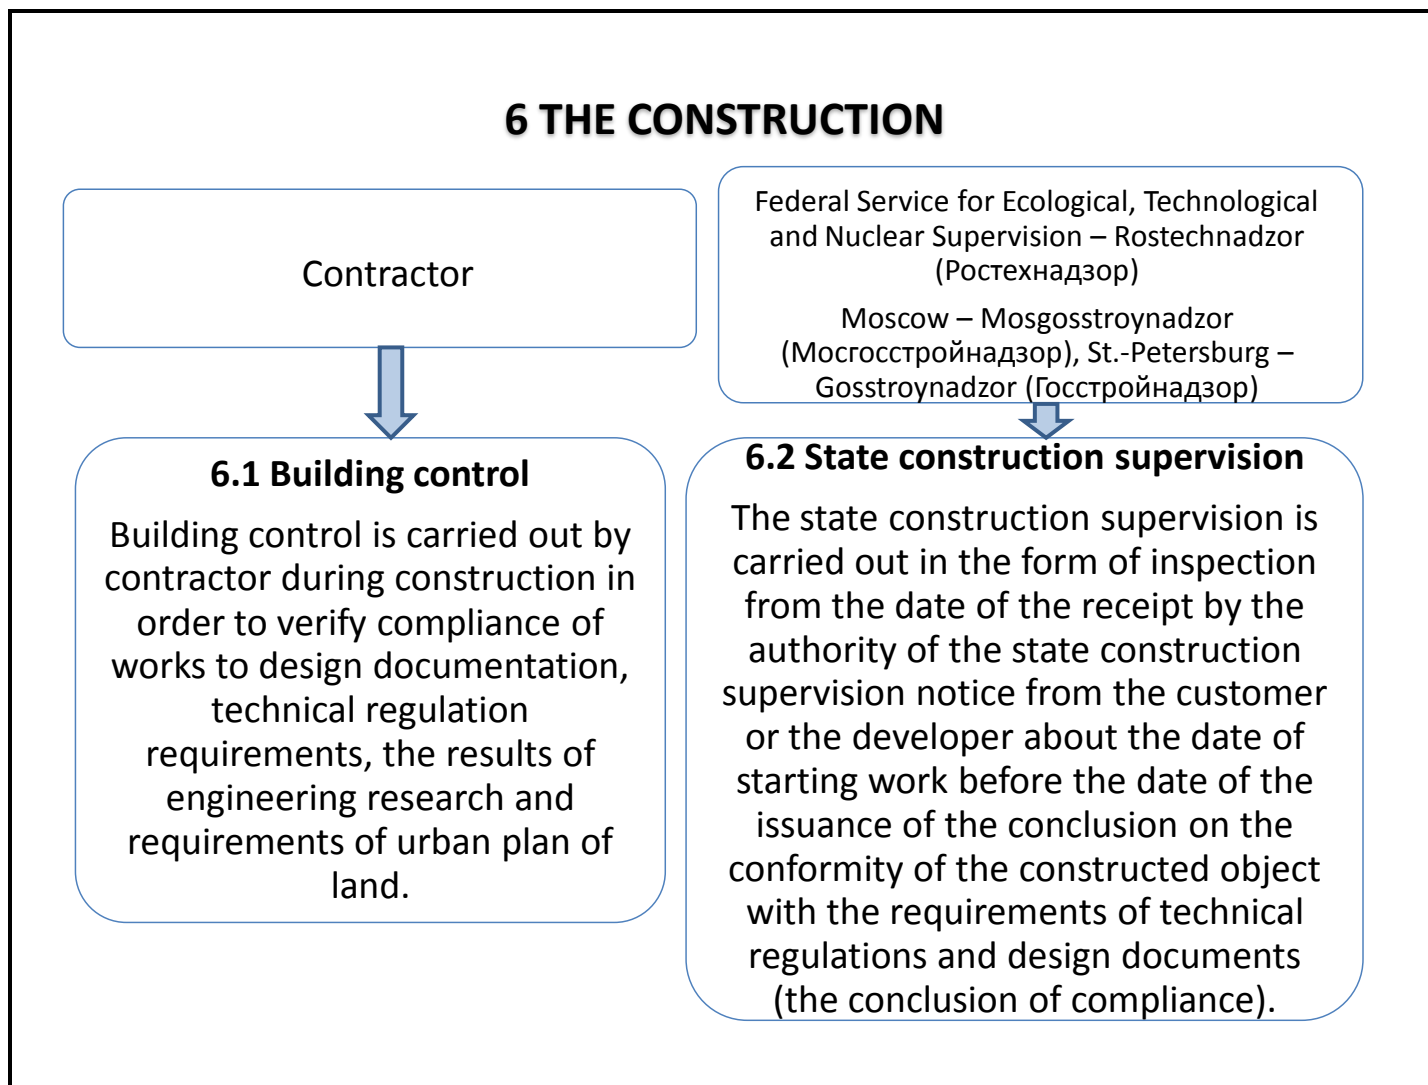 6 THE CONSTRUCTION
Contractor
6.1 Building control
Building control is carried out by
contractor during construction in
order to verify compliance of
works to design documentation,
technical regulation
requirements, the results of
engineering research and
requirements of urban plan of
land.
Federal Service for Ecological, Technological
and Nuclear Supervision – Rostechnadzor
(Ростехнадзор)
Moscow – Mosgosstroynadzor
(Мосгосстройнадзор), St.-Petersburg –
Gosstroynadzor (Госстройнадзор)
6.2 State construction supervision
The state construction supervision is
carried out in the form of inspection
from the date of the receipt by the
authority of the state construction
supervision notice from the customer
or the developer about the date of
starting work before the date of the
issuance of the conclusion on the
conformity of the constructed object
with the requirements of technical
regulations and design documents
(the conclusion of compliance).